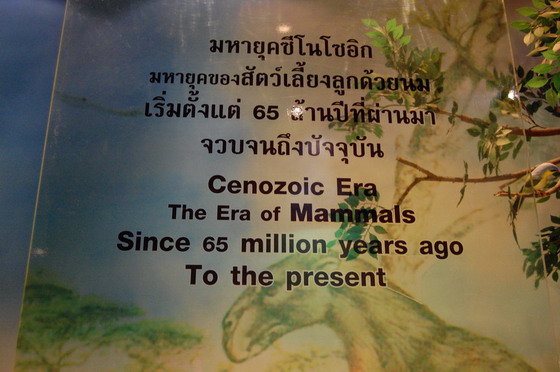 มหายุคซีโนโซอิก
มหายุคของสัตว์เลี้ยงลูกด้วยนม
เริ่มตั้งแต่ 65 ล้านปีที่ผ่านมา
จวบจนถึงปัจจุบัน
Cenozoic Era
The Era of Mammals
Since 65 million years ago
To the present